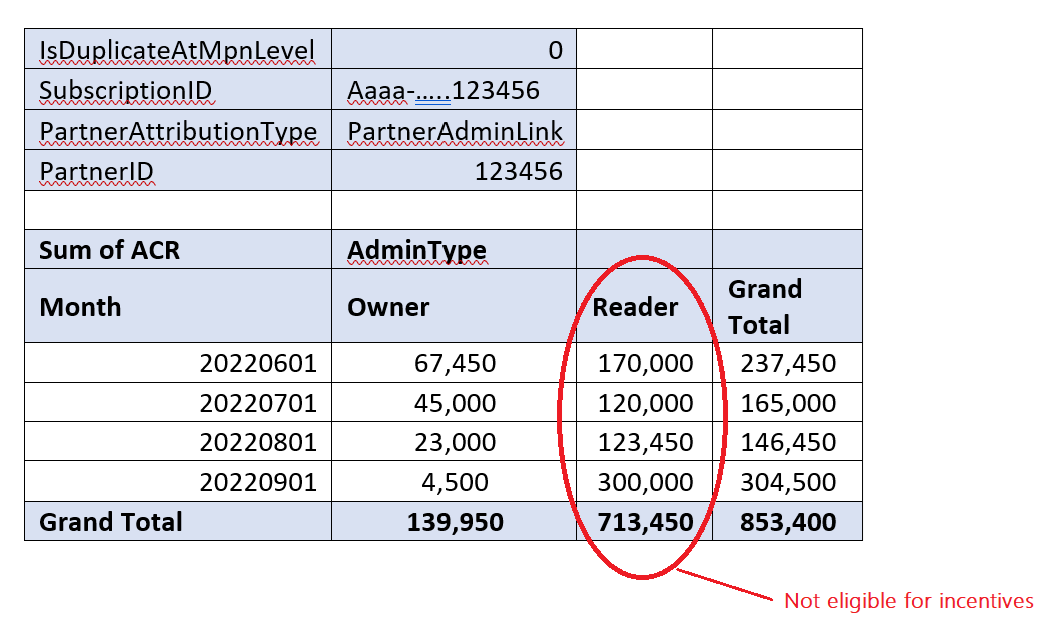 IsDuplicateAtMpnLevel 0
SubscriptionID Aaaa-…..123456
PartnerAttributionType PartnerAdminLink
PartnerID 123456
Sum of ACR AdminType
Month Owner Reader Grand Total
20220601 67,450 170,000 237,450
20220701 45,000 120,000 165,000
20220801 23,000 123,450 146,450
20220901 4,500 300,000 304,500
Grand Total 139,950 713,450 853,400
Not eligible for incentives